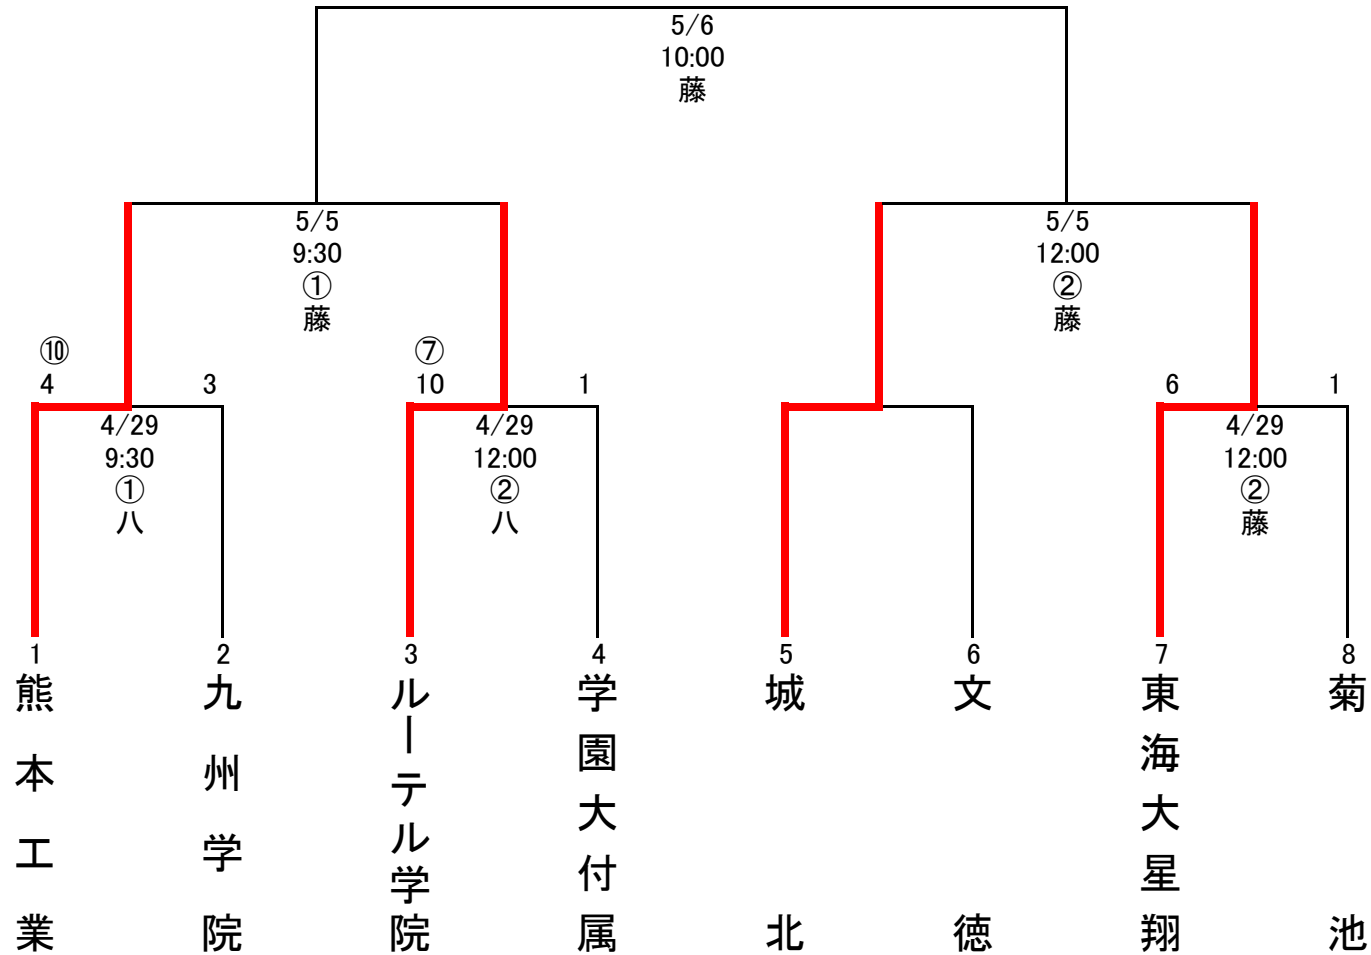 5/6
10:00
藤
5/5
9:30
①
藤
5/5
12:00
②
藤
⑩
4
3
⑦
10
1
6
1
4/29
9:30
①
八
4/29
12:00
②
八
4/29
12:00
②
藤
1
2
3
4
5
6
7
8
熊本工業
九州学院
ルーテル学院
学園大付属
城北
文徳
東海大星翔
菊池